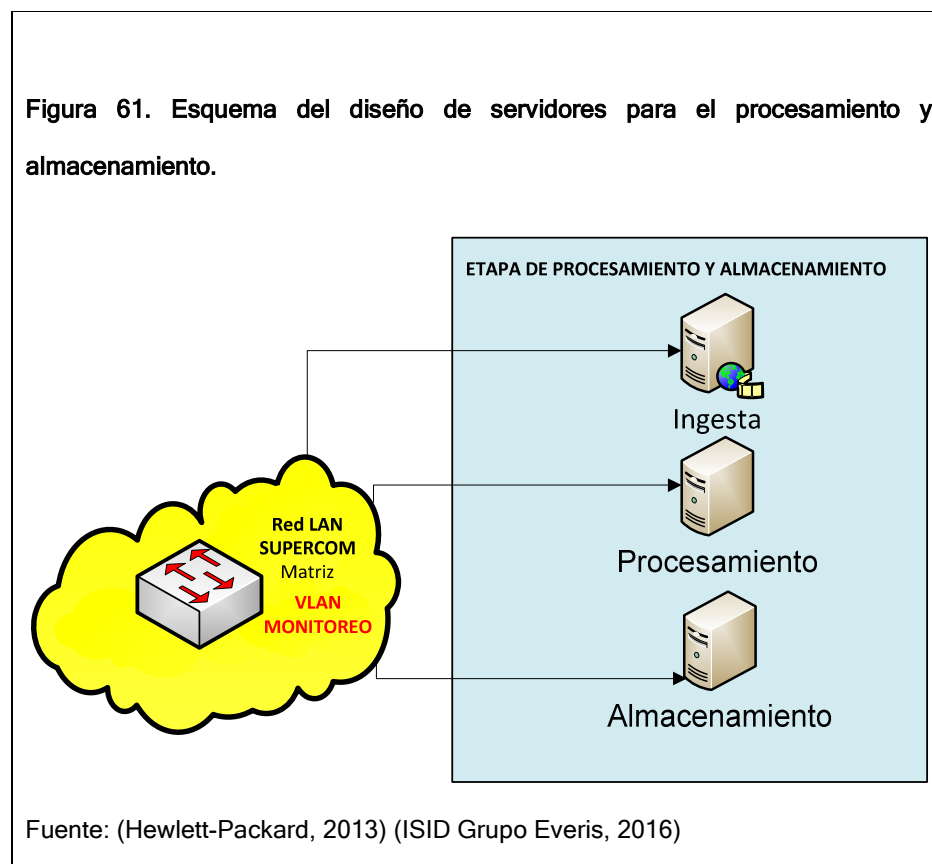 Figura 61. Esquema del diseño de servidores para el procesamiento y
almacenamiento.
ETAPA DE PROCESAMIENTO Y ALMACENAMIENTO
Ingesta
Red LAN
SUPERCOM
Matriz
VLAN
MONITOREO
Procesamiento
Almacenamiento
Fuente: (Hewlett-Packard, 2013) (ISID Grupo Everis, 2016)